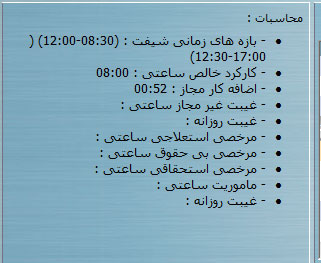 محاسبات :
- بازه های زمانی شیفت : (08:30-12:00) (
12:30-17:00)
- کارکرد خالص ساعتی : 08:00
- اضافه کار مجاز : 00:52
- غیبت غیر مجاز ساعتی :
- غیبت روزانه :
- مرخصی استعلاجی ساعتی :
- مرخصی بی حقوق ساعتی :
- مرخصی استحقاقی ساعتی :
- ماموریت ساعتی :
- غیبت روزانه :